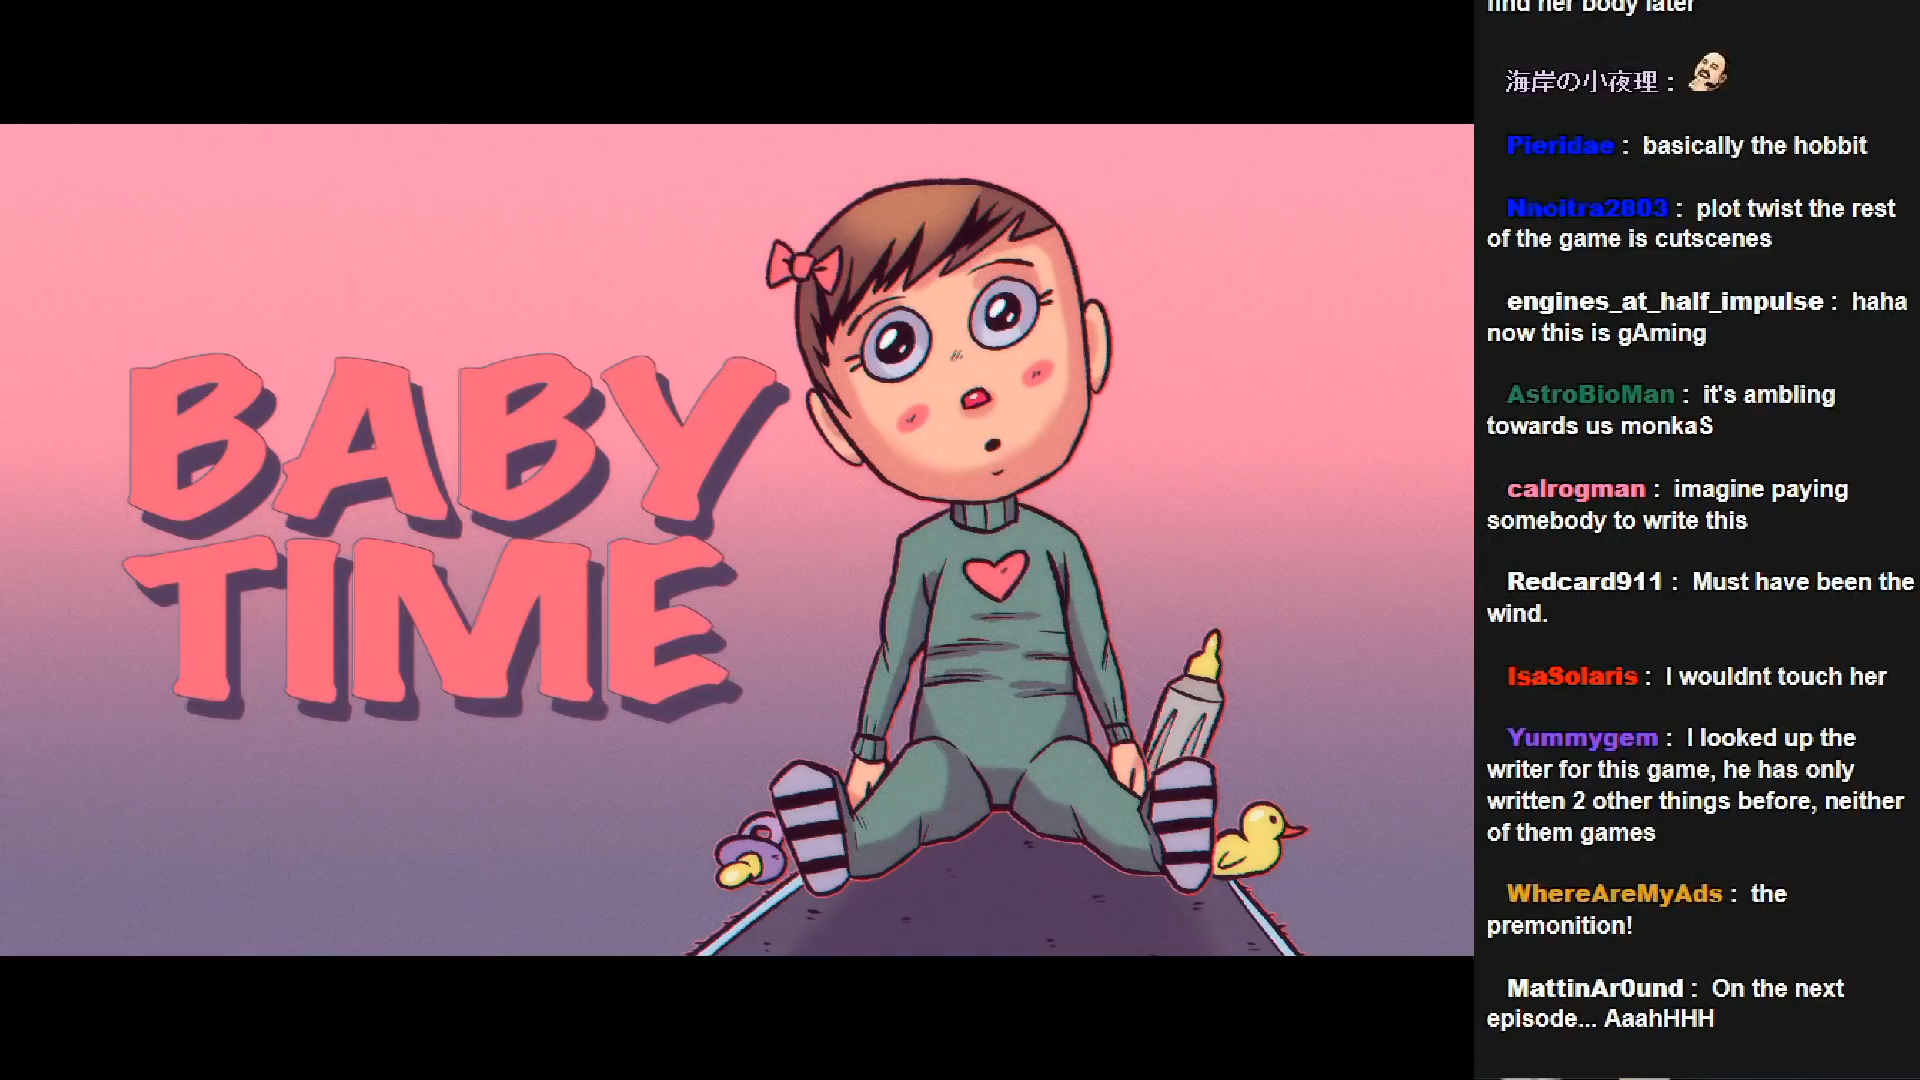 BABY
TIME
find her body later
海岸の小夜理 :
Pieridae : basically the hobbit
Nnoitra2803 : plot twist the rest
of the game is cutscenes
engines_at_half_impulse : haha
now this is gAming
AstroBioMan : it's ambling
towards us monkaS
calrogman : imagine paying
somebody to write this
Redcard911 : Must have been the
wind.
IsaSolaris : I wouldnt touch her
Yummygem : I looked up the
writer for this game, he has only
written 2 other things before, neither
of them games
WhereAreMyAds : the
premonition!
MattinAr0und : On the next
episode... AaahHHH